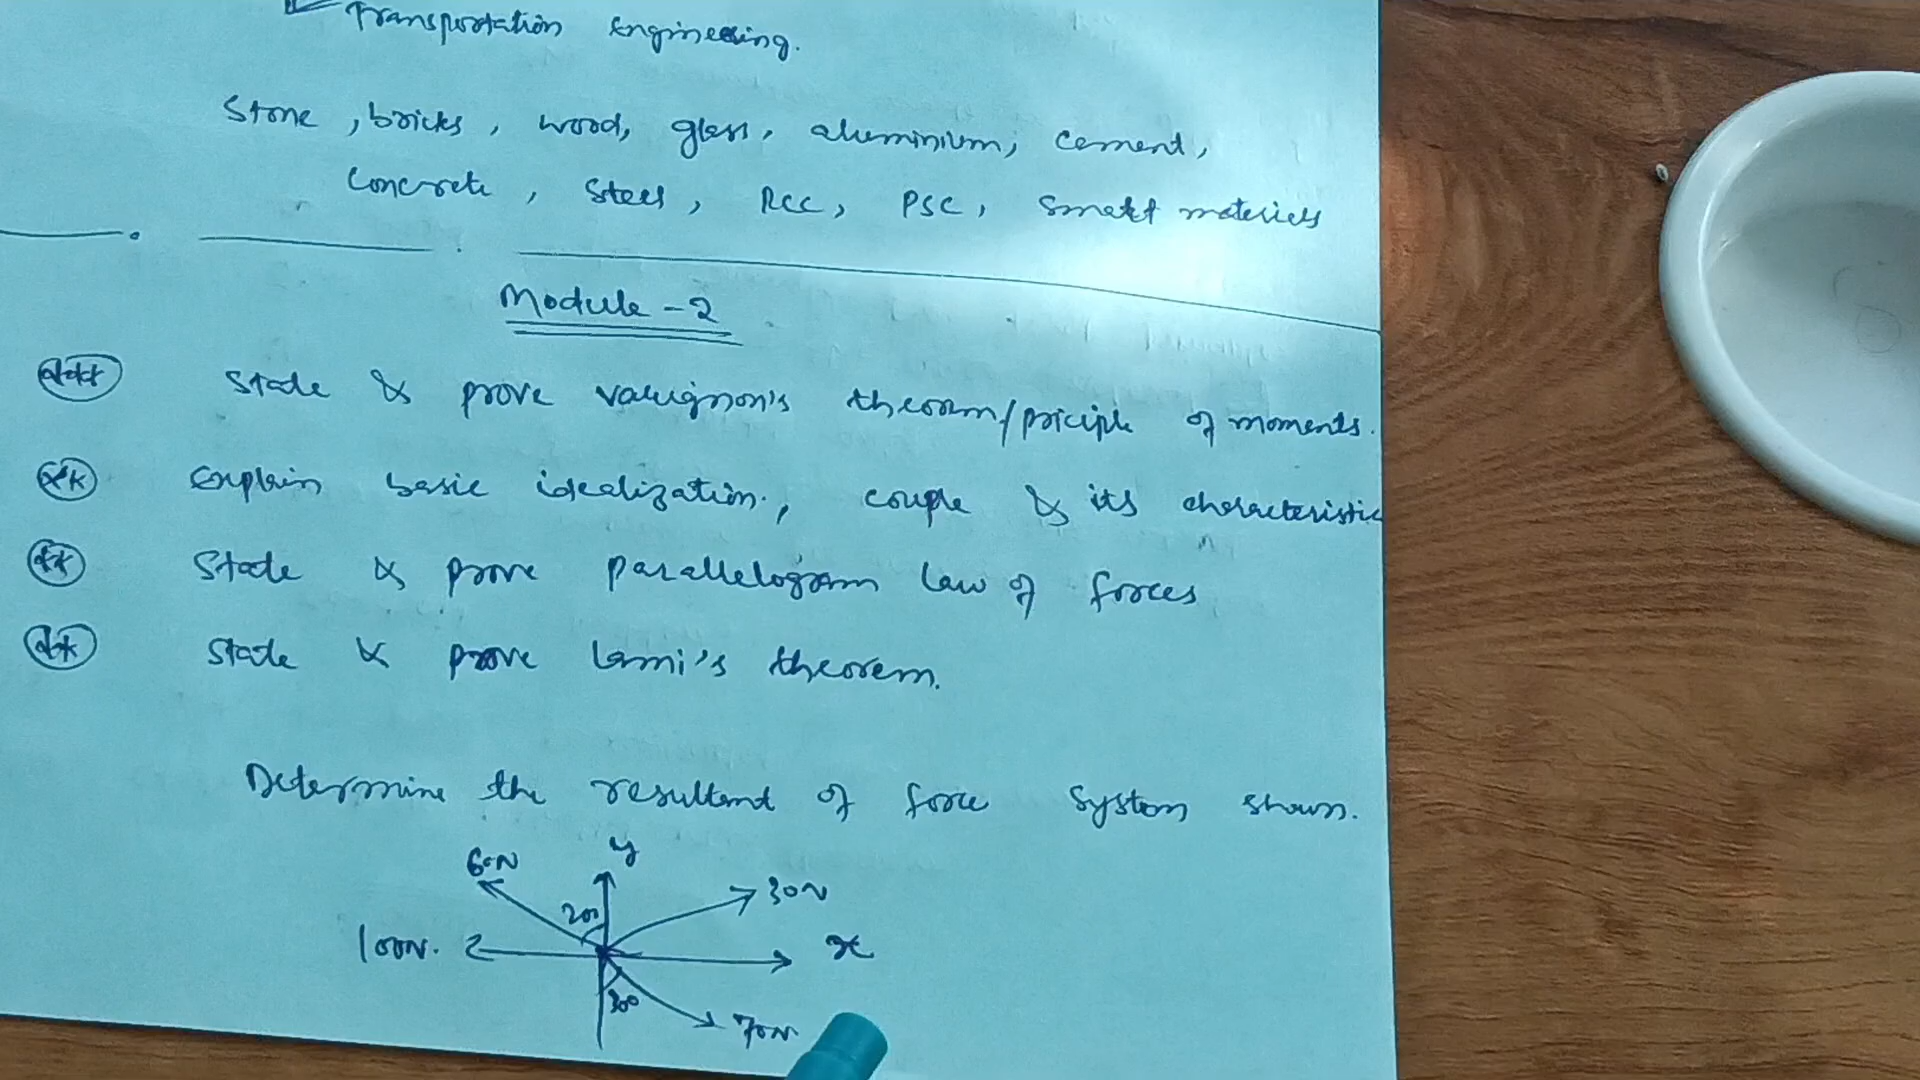 Transportation Engineering.
Stone, bricks, wood, glass, aluminium, cement,
Concrete, Steel, RCC, PSC, Smart materials
Module-2
State & prove varignon's theorem/priciple of moments.
Explain basic idealization, couple & its characteristic
State & prove parallelogram law of forces
State & prove Lami's theorem.
Determine the resultant of force System shown.
60N y 30N
20°
100N. x
30°
70N.